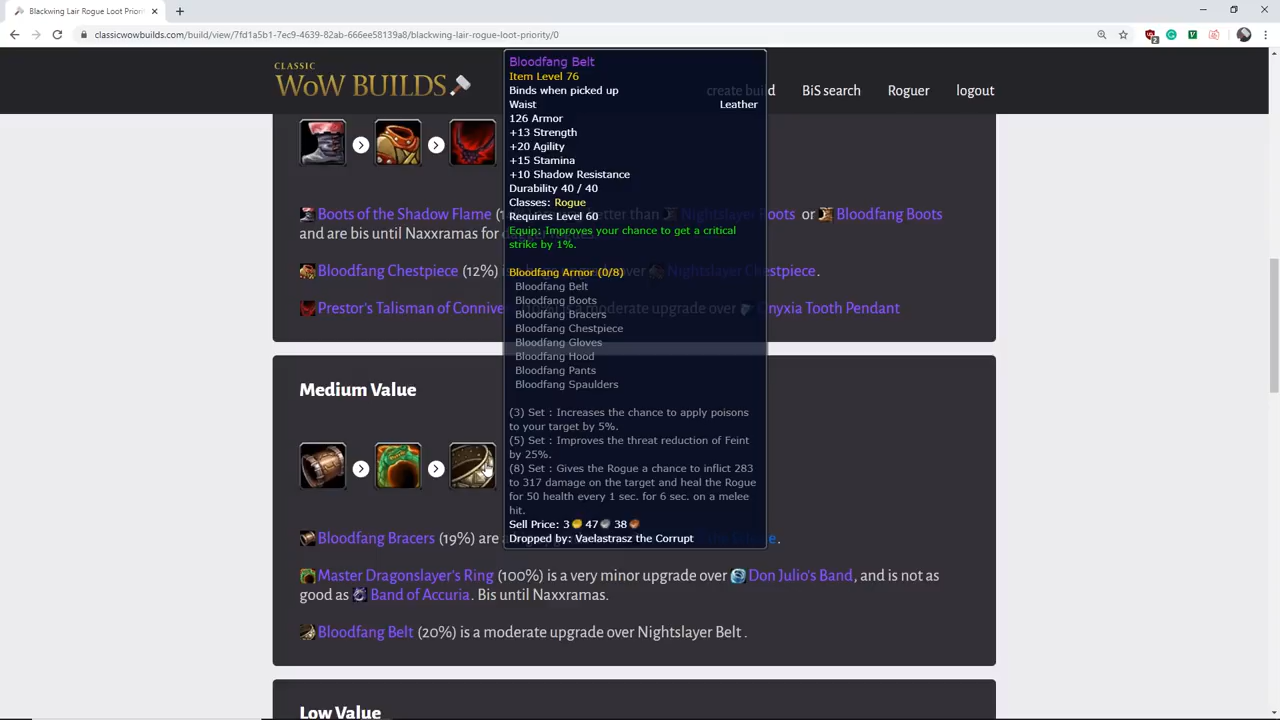 Blackwing Lair Rogue Loot Priori
classicwowbuilds.com/build/view/7fd1a5b1-7ec9-4639-82ab-666ee58139a8/blackwing-lair-rogue-loot-priority/0
2
CLASSIC
WoW BUILDS
create build
BiS search
Roguer
logout
Bloodfang Belt
Item Level 76
Binds when picked up
Waist Leather
126 Armor
+13 Strength
+20 Agility
+15 Stamina
+10 Shadow Resistance
Durability 40 / 40
Classes: Rogue
Requires Level 60
Equip: Improves your chance to get a critical
strike by 1%.
Bloodfang Armor (0/8)
Bloodfang Belt
Bloodfang Boots
Bloodfang Bracers
Bloodfang Chestpiece
Bloodfang Gloves
Bloodfang Hood
Bloodfang Pants
Bloodfang Spaulders
(3) Set : Increases the chance to apply poisons
to your target by 5%.
(5) Set : Improves the threat reduction of Feint
by 25%.
(8) Set : Gives the Rogue a chance to inflict 283
to 317 damage on the target and heal the Rogue
for 50 health every 1 sec. for 6 sec. on a melee
hit.
Sell Price: 3 47 38
Dropped by: Vaelastrasz the Corrupt
Boots of the Shadow Flame than Nightslayer Boots or Bloodfang Boots
and are bis until Naxxramas for
Bloodfang Chestpiece (12%) over Nightslayer Chestpiece.
Prestor's Talisman of Connive moderate upgrade over Onyxia Tooth Pendant
Medium Value
Bloodfang Bracers (19%) are
Master Dragonslayer's Ring (100%) is a very minor upgrade over Don Julio's Band, and is not as
good as Band of Accuria. Bis until Naxxramas.
Bloodfang Belt (20%) is a moderate upgrade over Nightslayer Belt .
Low Value